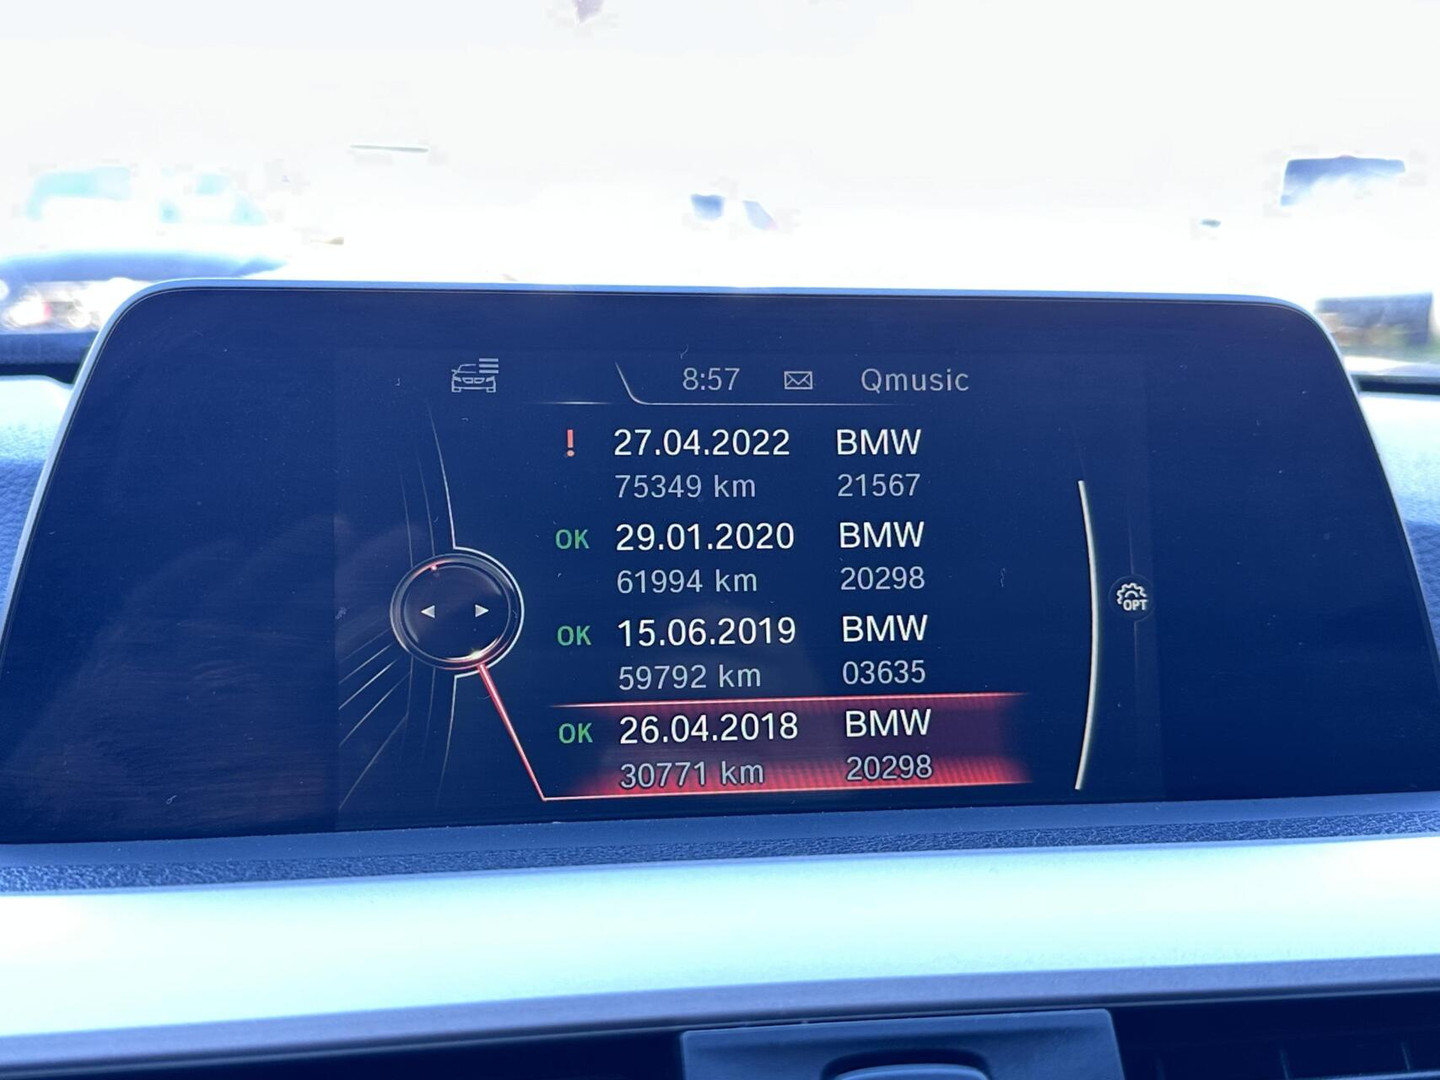 8:57 Qmusic
! 27.04.2022 BMW
75349 km 21567
OK 29.01.2020 BMW
61994 km 20298
OPT
OK 15.06.2019 BMW
59792 km 03635
OK 26.04.2018 BMW
30771 km 20298